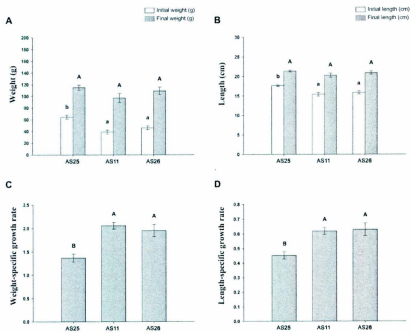 Initial weight (g)
Final weight (g)
A
Weight (g)
200
180
160
140
120
100
80
60
40
20
0
b A a A a A
AS25 AS11 AS26
Initial length (cm)
Final length (cm)
B
Length (cm)
30
25
20
15
10
5
0
b A a A a A
AS25 AS11 AS26
C
Weight-specific growth rate
2.5
2.0
1.5
1.0
0.5
0.0
B A A
AS25 AS11 AS26
D
Length-specific growth rate
0.8
0.7
0.6
0.5
0.4
0.3
0.2
0.1
0.0
B A A
AS25 AS11 AS26